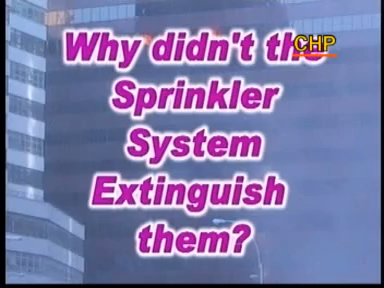 Why didn't the
CHP
Sprinkler
System
Extinguish
them?